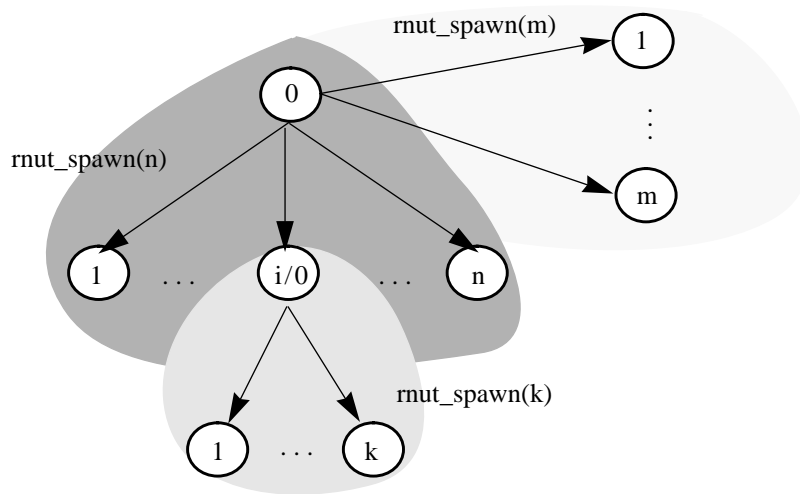 rnut_spawn(m)
1
0
.
.
.
rnut_spawn(n)
m
1
. . .
i/0
. . .
n
rnut_spawn(k)
1
. . .
k